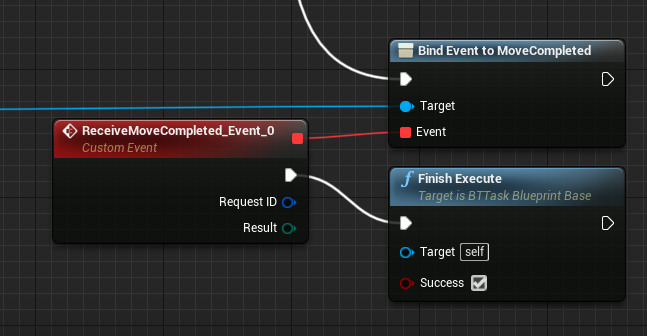 Bind Event to MoveCompleted
Target
Event
ReceiveMoveCompleted_Event_0
Custom Event
Request ID
Result
Finish Execute
Target is BTTask Blueprint Base
Target self
Success